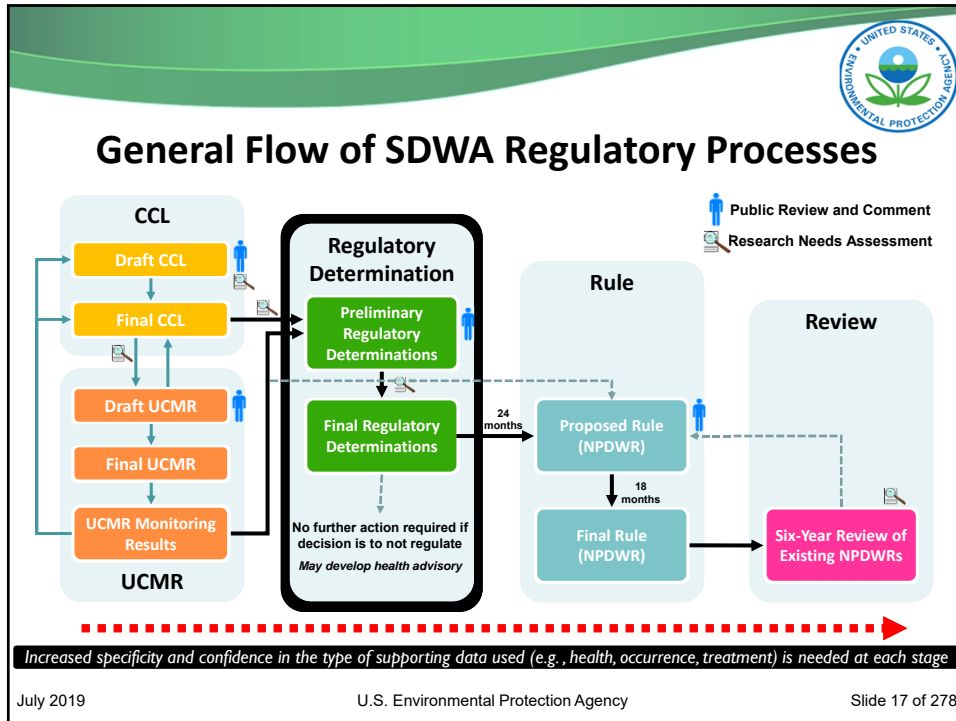 UNITED STATES
ENVIRONMENTAL PROTECTION AGENCY
General Flow of SDWA Regulatory Processes
Public Review and Comment
Research Needs Assessment
CCL
Draft CCL
Final CCL
Draft UCMR
Final UCMR
UCMR Monitoring
Results
UCMR
Regulatory
Determination
Preliminary
Regulatory
Determinations
Final Regulatory
Determinations
No further action required if
decision is to not regulate
May develop health advisory
24
months
Rule
Proposed Rule
(NPDWR)
18
months
Final Rule
(NPDWR)
Review
Six-Year Review of
Existing NPDWRs
Increased specificity and confidence in the type of supporting data used (e.g., health, occurrence, treatment) is needed at each stage
July 2019
U.S. Environmental Protection Agency
Slide 17 of 278